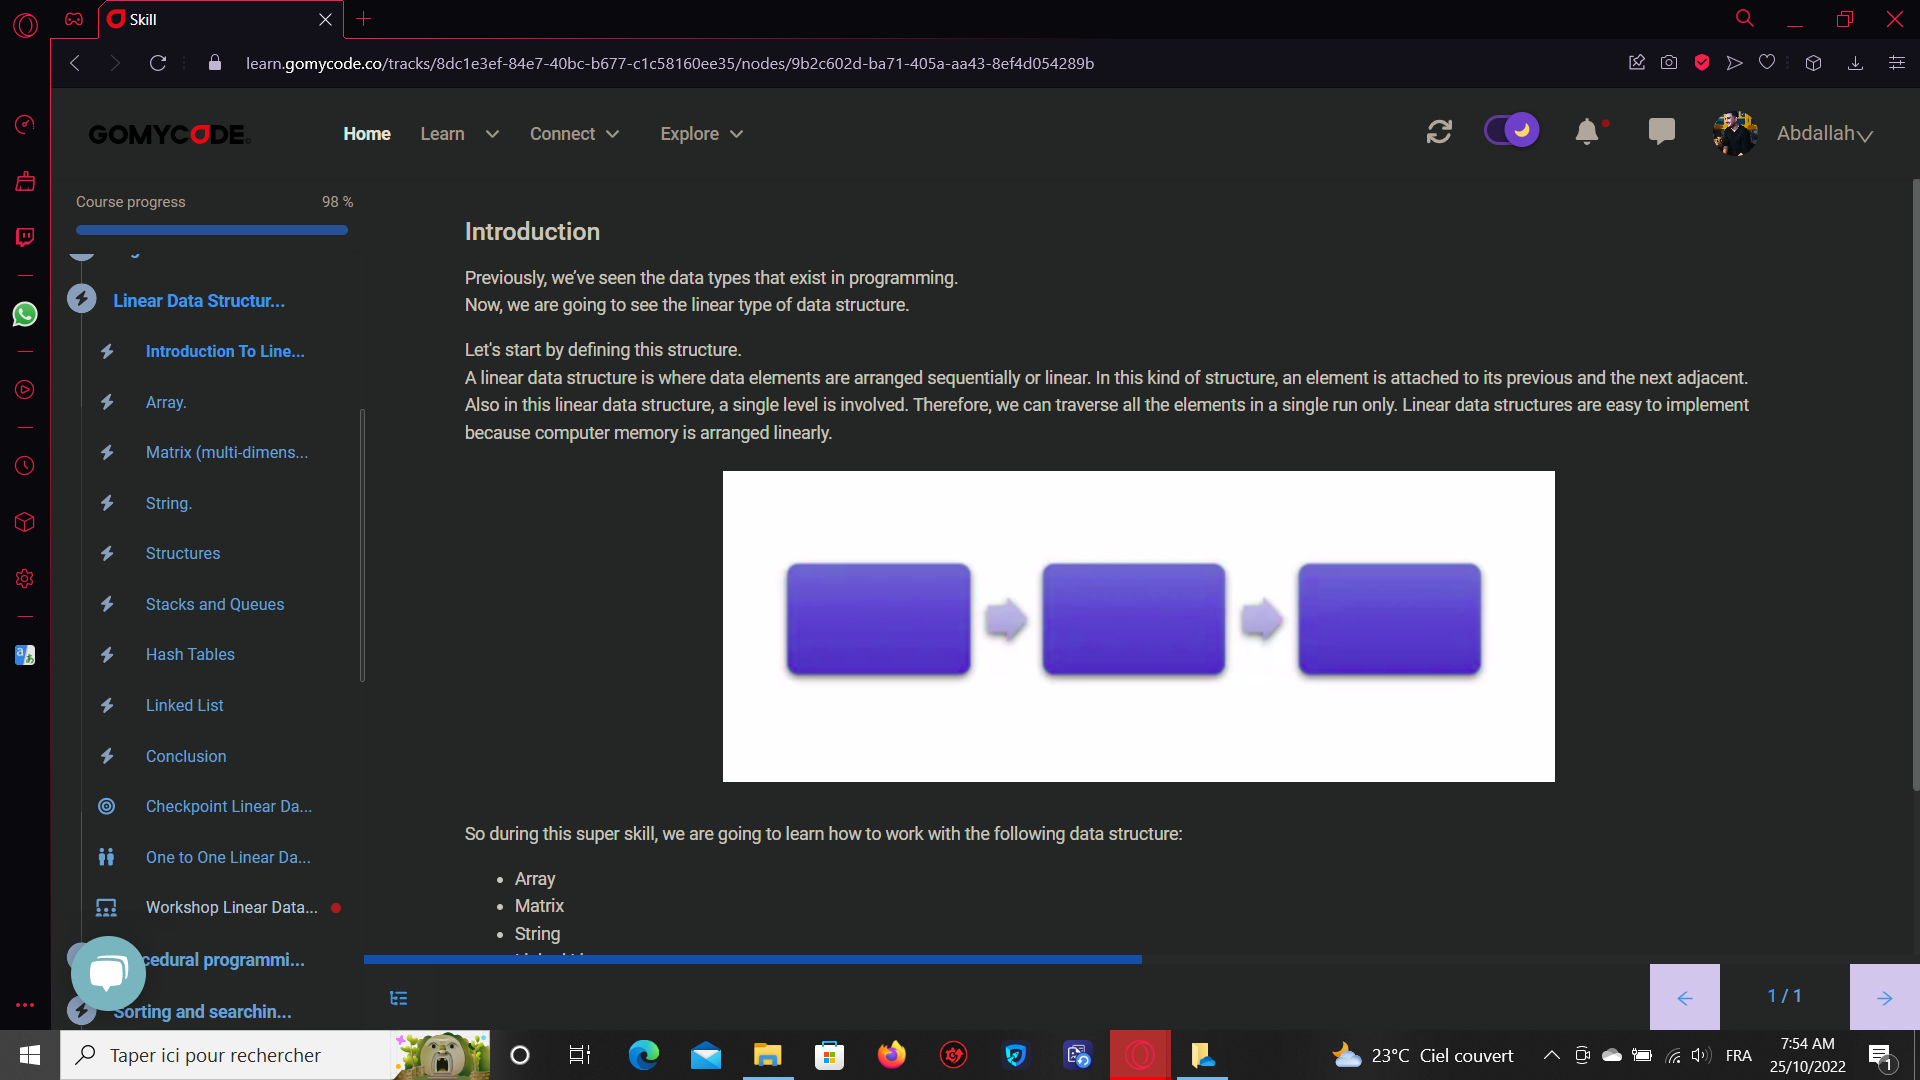 Skill
learn.gomycode.co/tracks/8dc1e3ef-84e7-40bc-b677-c1c58160ee35/nodes/9b2c602d-ba71-405a-aa43-8ef4d054289b
GOMYCODE
Home
Learn
Connect
Explore
Abdallah
Course progress
98 %
Linear Data Structur...
Introduction To Line...
Array.
Matrix (multi-dimens...
String.
Structures
Stacks and Queues
Hash Tables
Linked List
Conclusion
Checkpoint Linear Da...
One to One Linear Da...
Workshop Linear Data...
cedural programmi...
Sorting and searchin...
Introduction
Previously, we’ve seen the data types that exist in programming.
Now, we are going to see the linear type of data structure.
Let's start by defining this structure.
A linear data structure is where data elements are arranged sequentially or linear. In this kind of structure, an element is attached to its previous and the next adjacent.
Also in this linear data structure, a single level is involved. Therefore, we can traverse all the elements in a single run only. Linear data structures are easy to implement
because computer memory is arranged linearly.
So during this super skill, we are going to learn how to work with the following data structure:
• Array
• Matrix
• String
1 / 1
Taper ici pour rechercher
23°C Ciel couvert
FRA
7:54 AM
25/10/2022
1